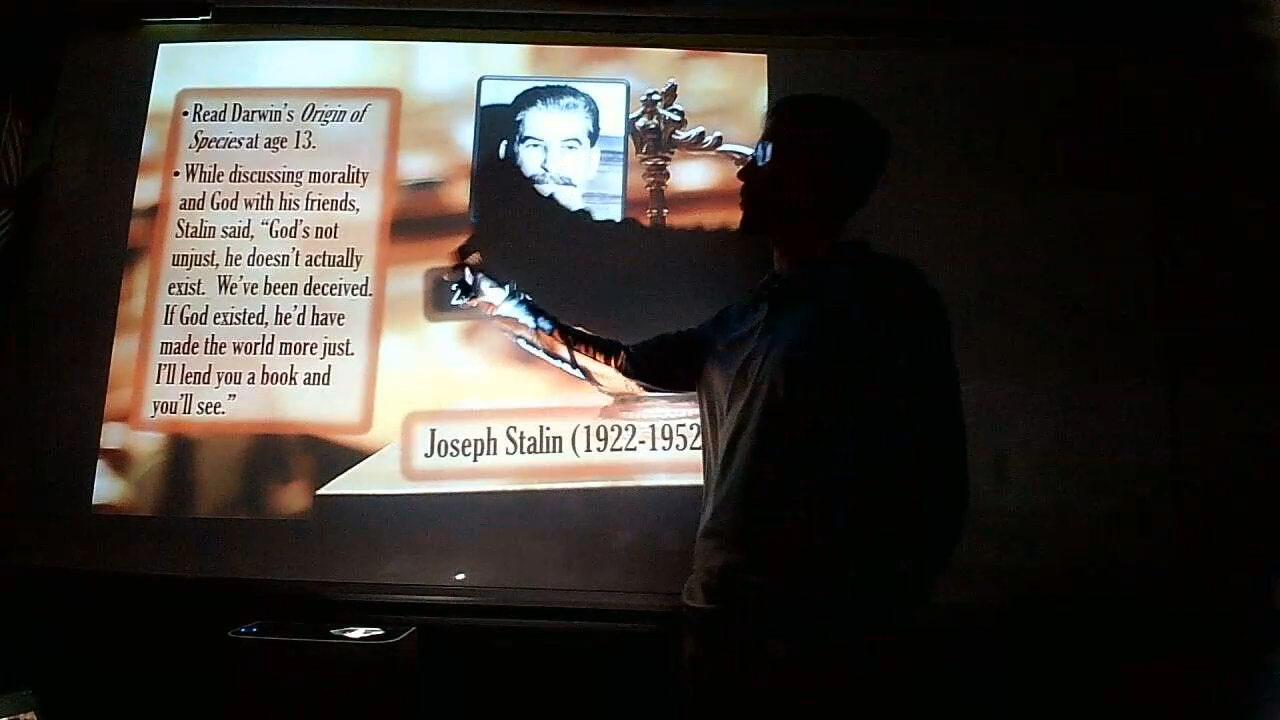 • Read Darwin's Origin of
Species at age 13.
• While discussing morality
and God with his friends,
Stalin said, “God's not
unjust, he doesn't actually
exist. We've been deceived.
If God existed, he'd have
made the world more just.
I'll lend you a book and
you'll see.”
Joseph Stalin (1922-1952